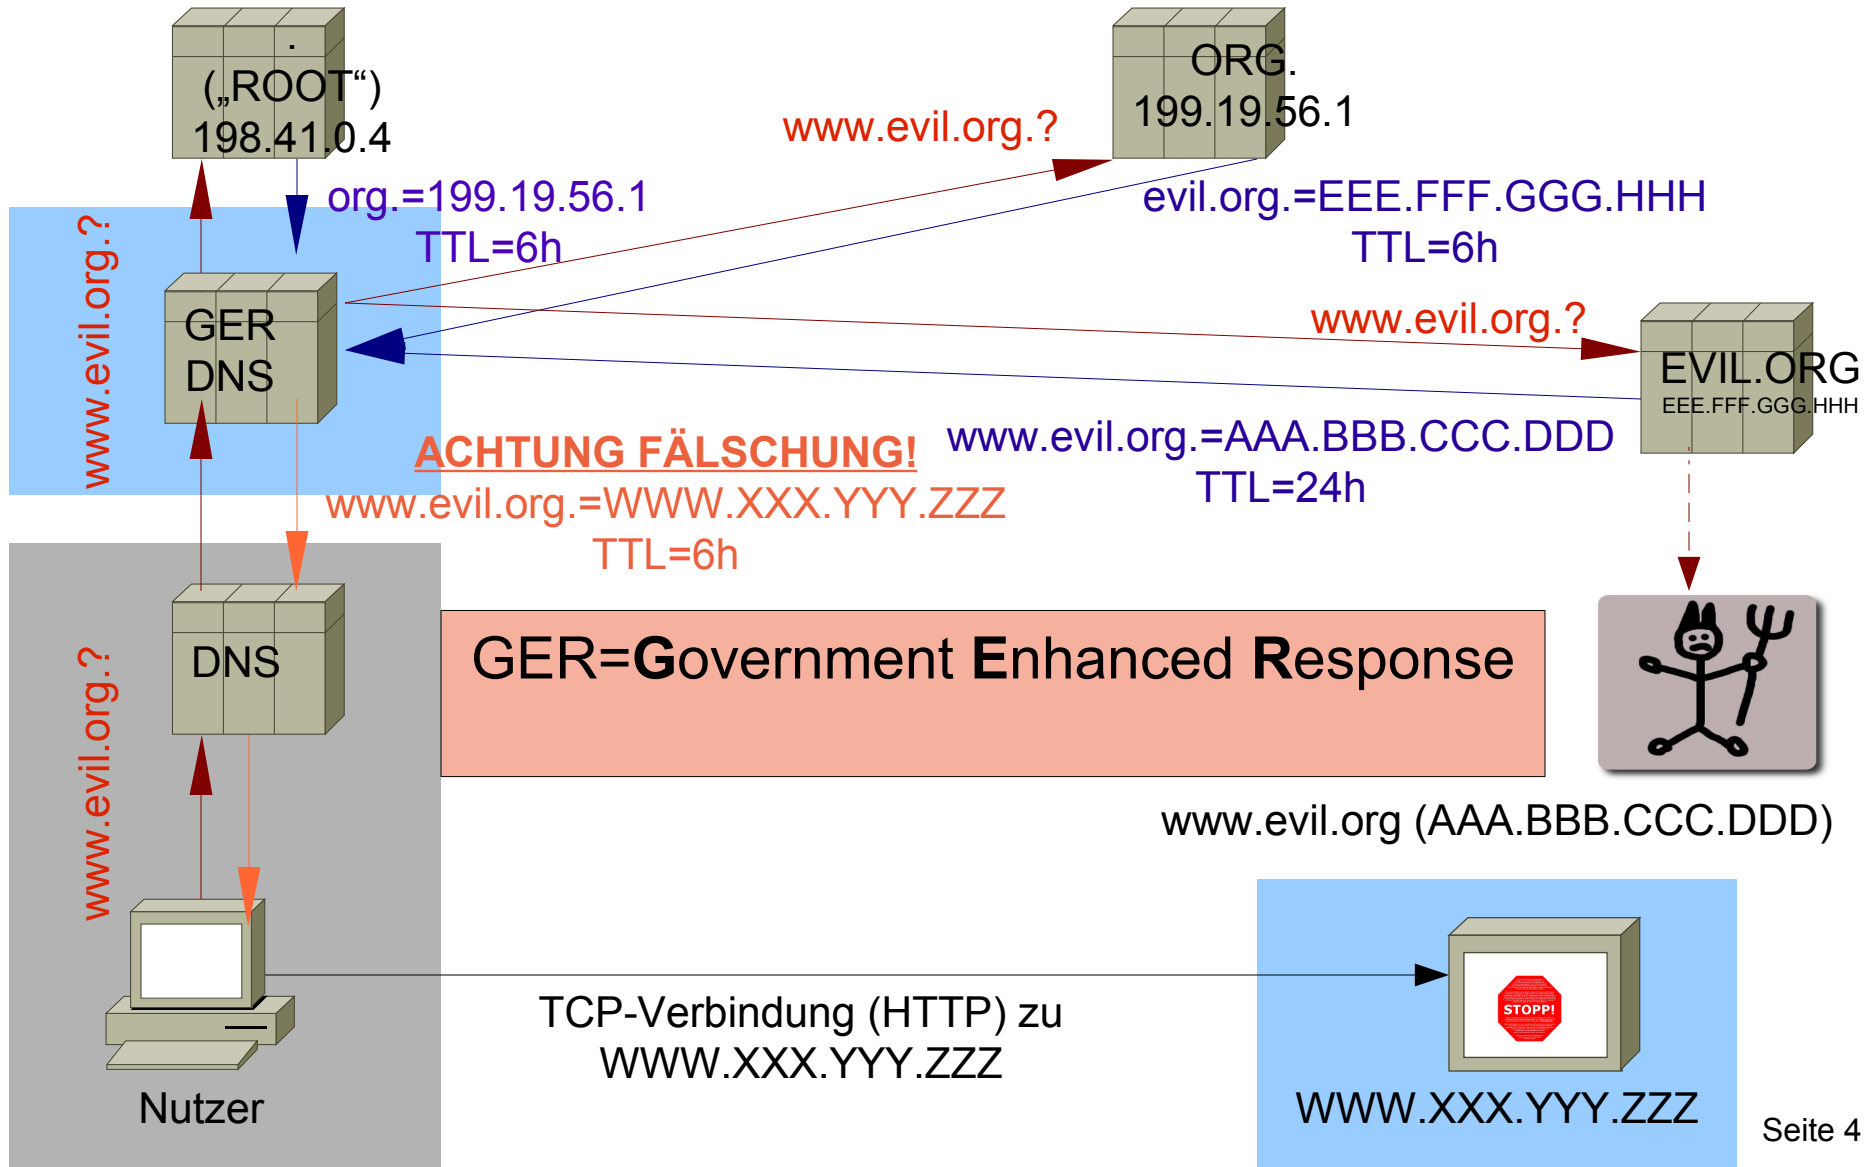 .
(„ROOT“)
198.41.0.4
ORG.
199.19.56.1
www.evil.org.?
org.=199.19.56.1
TTL=6h
evil.org.=EEE.FFF.GGG.HHH
TTL=6h
www.evil.org.?
GER
DNS
www.evil.org.?
EVIL.ORG
EEE.FFF.GGG.HHH
ACHTUNG FÄLSCHUNG!
www.evil.org.=WWW.XXX.YYY.ZZZ
TTL=6h
www.evil.org.=AAA.BBB.CCC.DDD
TTL=24h
DNS
www.evil.org.?
GER=Government Enhanced Response
www.evil.org (AAA.BBB.CCC.DDD)
STOPP!
TCP-Verbindung (HTTP) zu
WWW.XXX.YYY.ZZZ
Nutzer
WWW.XXX.YYY.ZZZ
Seite 4